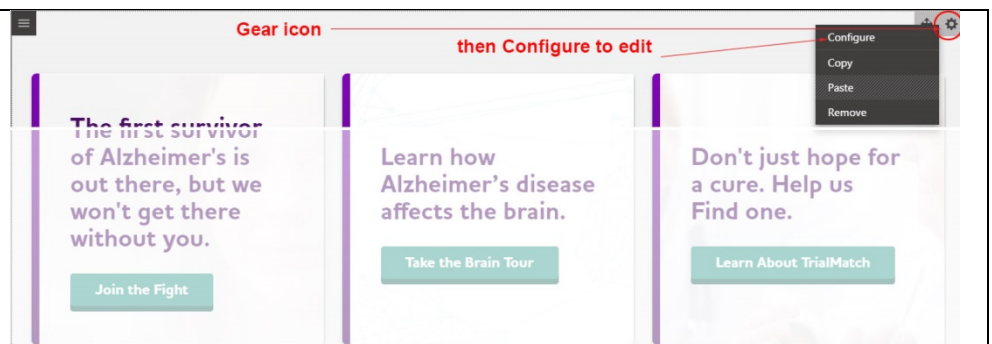 Gear icon
then Configure to edit
Configure
Copy
Paste
Remove
The first survivor
of Alzheimer's is
out there, but we
won't get there
without you.
Join the Fight
Learn how
Alzheimer’s disease
affects the brain.
Take the Brain Tour
Don't just hope for
a cure. Help us
Find one.
Learn About TrialMatch